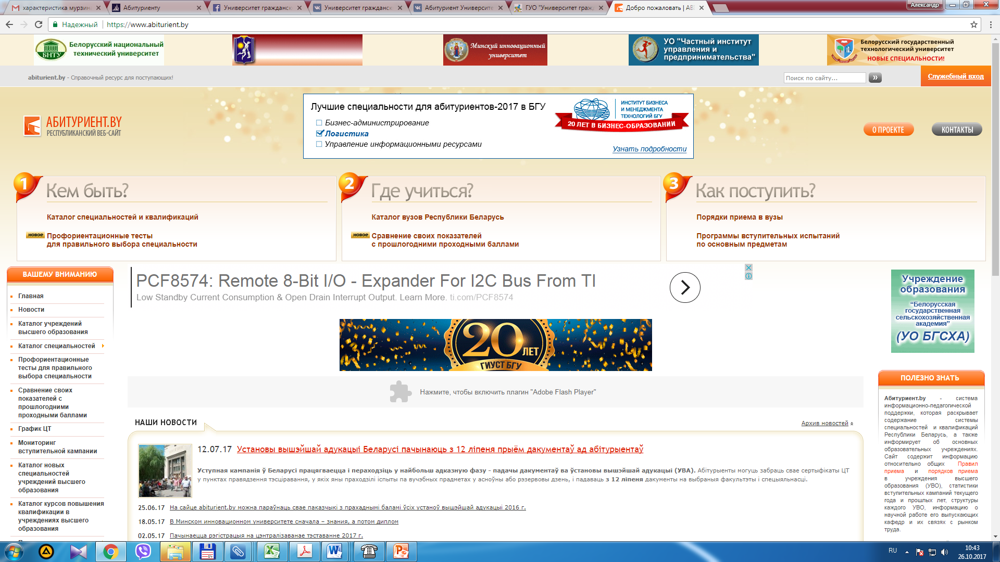 характеристика мурзина
Абитуриенту
Университет гражданск
Университет гражданск
Абитуриент Университе
ГУО "Университет граж
Добро пожаловать | АБ
Александр
Надежный
https://www.abiturient.by
БНТУ
Белорусский национальный
технический университет
Минский инновационный
университет
УО "Частный институт
управления и
предпринимательства"
Белорусский государственный
технологический университет
НОВЫЕ СПЕЦИАЛЬНОСТИ!
abiturient.by - Справочный ресурс для поступающих!
Поиск по сайту...
»
Служебный вход
АБИТУРИЕНТ.BY
РЕСПУБЛИКАНСКИЙ ВЕБ-САЙТ
Лучшие специальности для абитуриентов-2017 в БГУ
Бизнес-администрирование
Логистика
Управление информационными ресурсами
ИНСТИТУТ БИЗНЕСА
И МЕНЕДЖМЕНТА
ТЕХНОЛОГИЙ БГУ
20 ЛЕТ В БИЗНЕС-ОБРАЗОВАНИИ
Узнать подробности
О ПРОЕКТЕ
КОНТАКТЫ
1
Кем быть?
Каталог специальностей и квалификаций
НОВОЕ
Профориентационные тесты
для правильного выбора специальности
2
Где учиться?
Каталог вузов Республики Беларусь
НОВОЕ
Сравнение своих показателей
с прошлогодними проходными баллами
3
Как поступить?
Порядки приема в вузы
Программы вступительных испытаний
по основным предметам
ВАШЕМУ ВНИМАНИЮ
Главная
Новости
Каталог учреждений
высшего образования
Каталог специальностей
Профориентационные
тесты для правильного
выбора специальности
Сравнение своих
показателей с
прошлогодними
проходными баллами
График ЦТ
Мониторинг
вступительной кампании
Каталог новых
специальностей
учреждений высшего
образования
Каталог курсов повышения
квалификации в
учреждениях высшего
образования
PCF8574: Remote 8-Bit I/O - Expander For I2C Bus From TI
Low Standby Current Consumption & Open Drain Interrupt Output. Learn More. ti.com/PCF8574
20 ЛЕТ
ГИУСТ БГУ
Нажмите, чтобы включить плагин "Adobe Flash Player"
НАШИ НОВОСТИ
Архив новостей
12.07.17 Установы вышэйшай адукацыі Беларусі пачынаюць з 12 ліпеня прыём дакументаў ад абітурыентаў
Уступная кампанія ў Беларусі працягваецца і пераходзіць у найбольш адказную фазу - падачы дакументаў ва ўстановы вышэйшай адукацыі (УВА). Абітурыенты могуць забраць свае сертыфікаты ЦТ
у пунктах правядзення тэсціравання, у якіх яны праходзілі іспыты па вучэбных прадметах у асноўны або рэзервовы дзень, і падаваць з 12 ліпеня дакументы на выбраныя факультэты і спецыяльнасці.
25.06.17 На сайце abiturient.by можна параўнаць свае паказчыкі з прахаднымі баламі ўсіх устаноў вышэйшай адукацыі 2016 г.
18.05.17 В Минском инновационном университете сначала – знания, а потом диплом
02.05.17 Пачынаецца рэгістрацыя на цэнтралізаванае тэставанне 2017 г.
Учреждение
образования
"Белорусская
государственная
сельскохозяйственная
академия"
(УО БГСХА)
ПОЛЕЗНО ЗНАТЬ
Абитуриент.by - система
информационно-педагогической
поддержки, которая раскрывает
содержание системы
специальностей и квалификаций
Республики Беларусь, а также
информирует об основных
образовательных учреждениях.
Сайт содержит информацию
относительно общих Правил
приема и порядков приема
в учреждения высшего
образования (УВО), статистики
вступительных кампаний текущего
года и прошлых лет, структуры
каждого УВО, информацию о
научной работе его выпускающих
кафедр и их связях с рынком
труда.
RU
10:43
26.10.2017